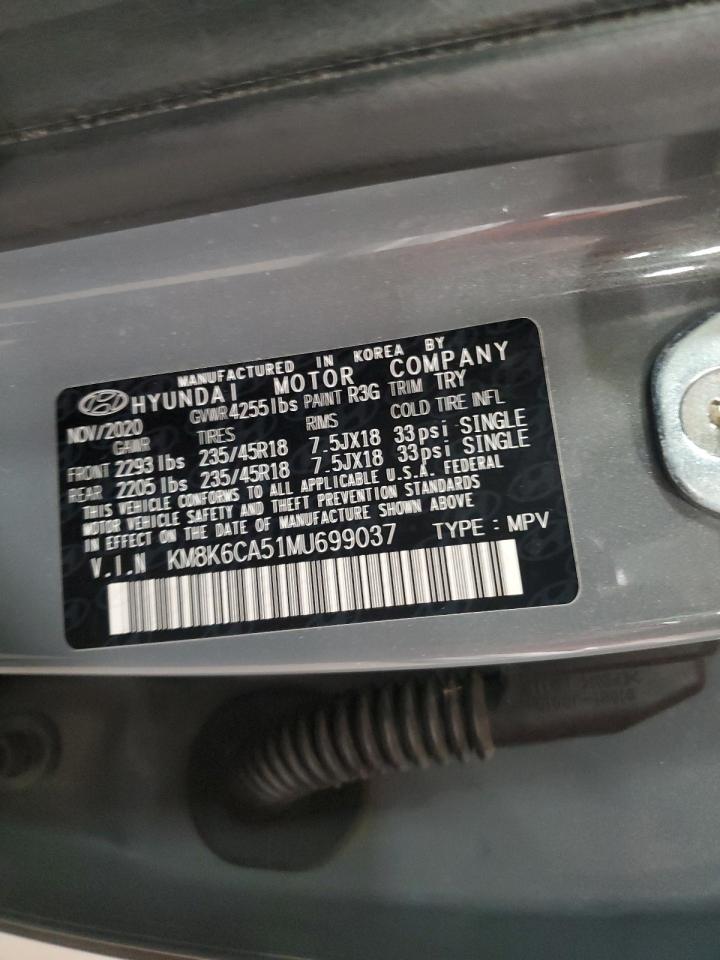 MANUFACTURED IN KOREA BY
HYUNDAI MOTOR COMPANY
NOV/2020 GVWR 4255lbs PAINT R3G TRIM TRY
GAWR TIRES RIMS COLD TIRE INFL
FRONT 2293 lbs 235/45R18 7.5JX18 33psi SINGLE
REAR 2205 lbs 235/45R18 7.5JX18 33psi SINGLE
THIS VEHICLE CONFORMS TO ALL APPLICABLE U.S.A. FEDERAL
MOTOR VEHICLE SAFETY AND THEFT PREVENTION STANDARDS
IN EFFECT ON THE DATE OF MANUFACTURE SHOWN ABOVE
V.I.N KM8K6CA51MU699037 TYPE : MPV